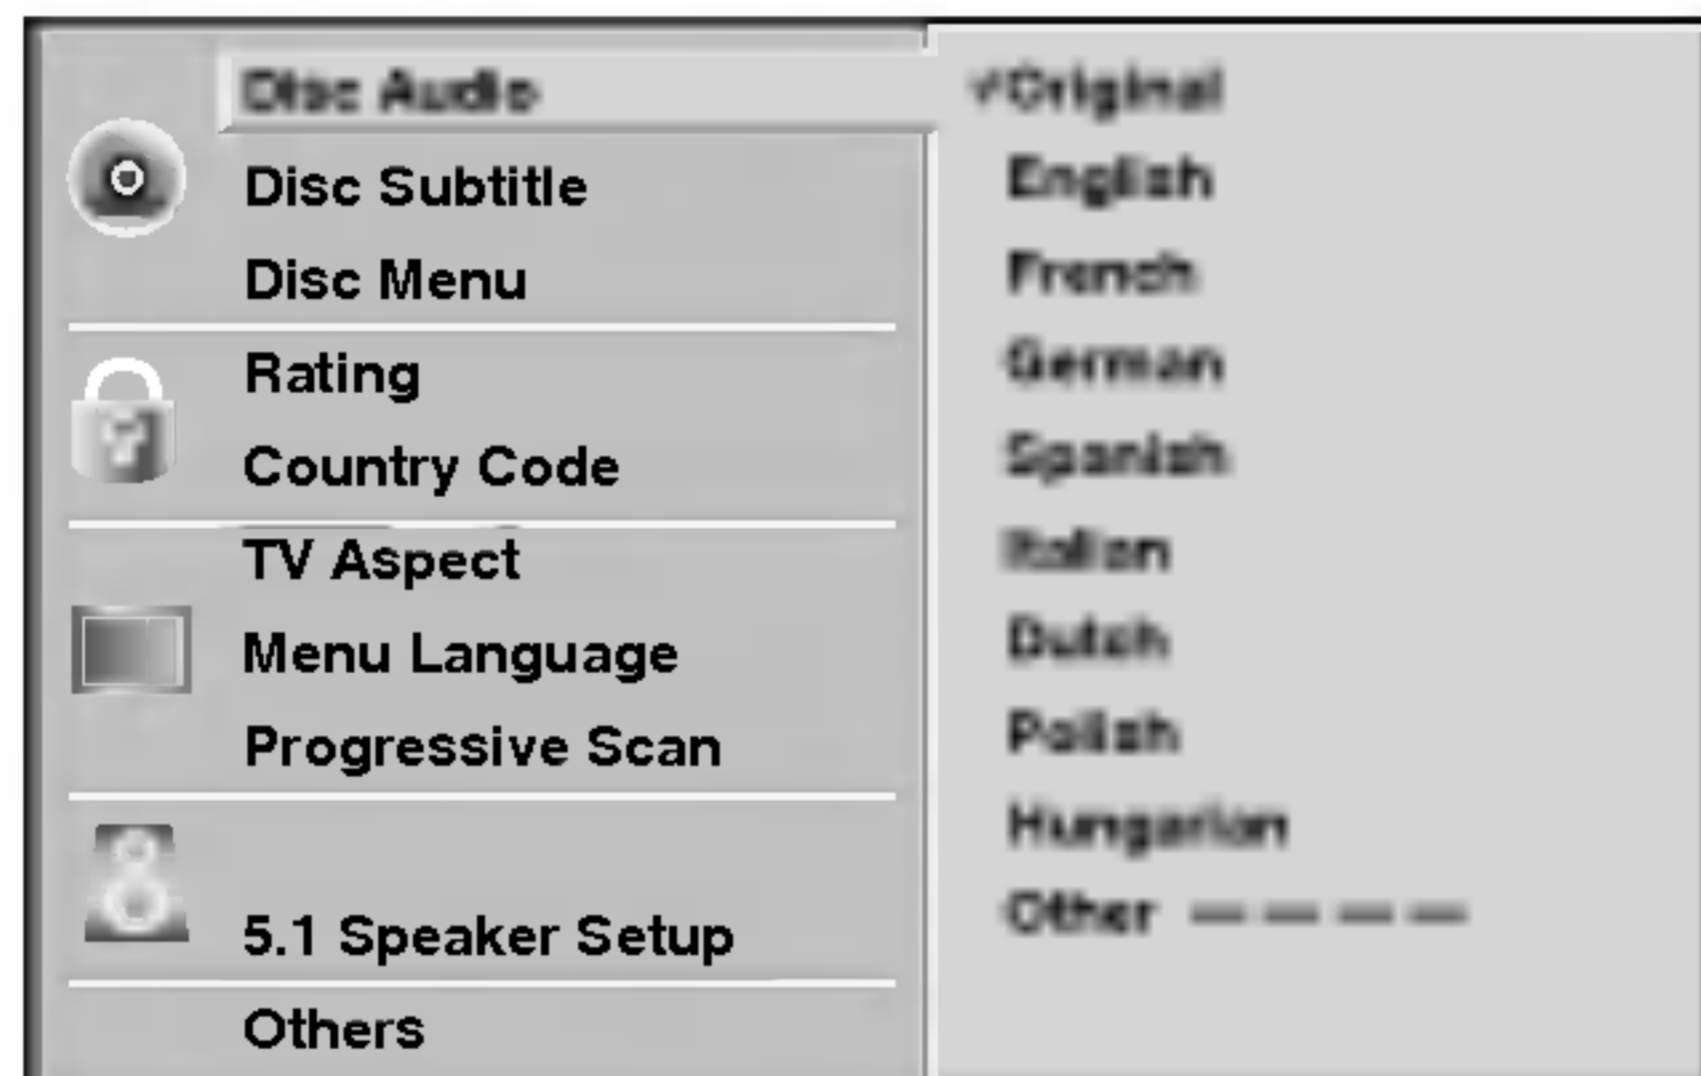 Disc Audio
Disc Subtitle
Disc Menu
Rating
Country Code
TV Aspect
Menu Language
Progressive Scan
5.1 Speaker Setup
Others
✓Original
English
French
German
Spanish
Italian
Dutch
Polish
Hungarian
Other – – – –